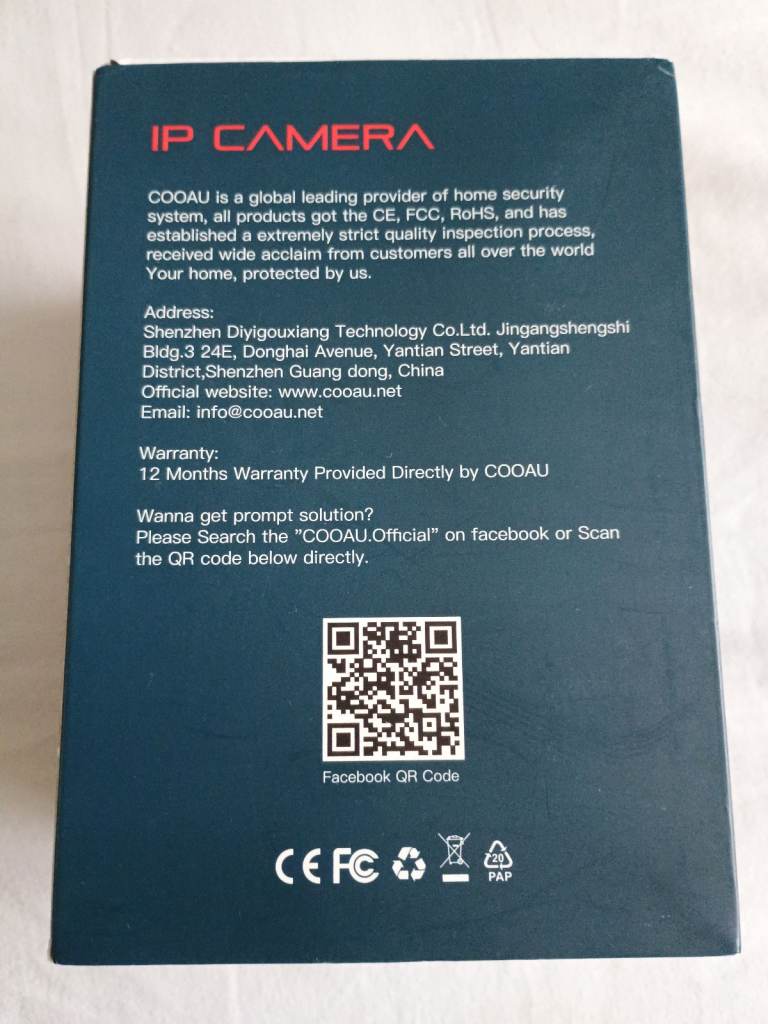 IP CAMERA
COOAU is a global leading provider of home security
system, all products got the CE, FCC, RoHS, and has
established a extremely strict quality inspection process,
received wide acclaim from customers all over the world
Your home, protected by us.
Address:
Shenzhen Diyigouxiang Technology Co.Ltd. Jingangshengshi
Bldg.3 24E, Donghai Avenue, Yantian Street, Yantian
District,Shenzhen Guang dong, China
Official website: www.cooau.net
Email: info@cooau.net
Warranty:
12 Months Warranty Provided Directly by COOAU
Wanna get prompt solution?
Please Search the "COOAU.Official" on facebook or Scan
the QR code below directly.
Facebook QR Code
CE FC 20
PAP